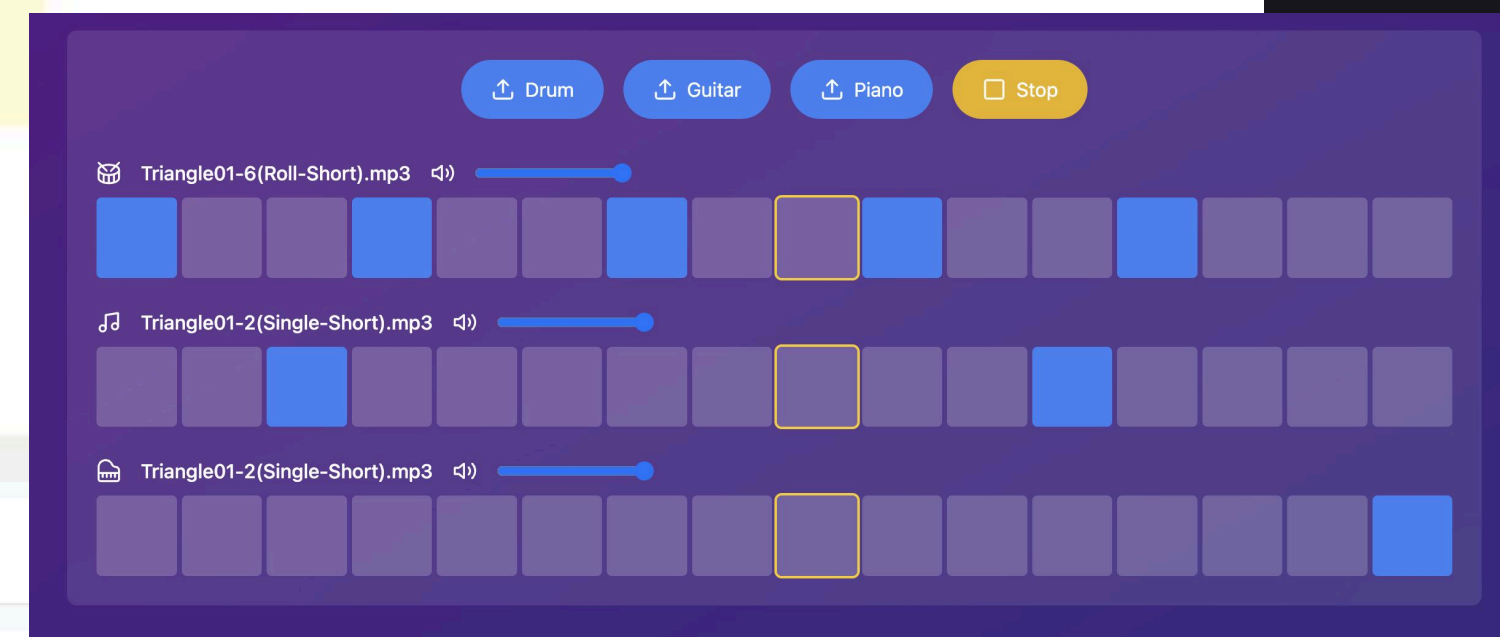 Drum Guitar Piano Stop
Triangle01-6(Roll-Short).mp3
Triangle01-2(Single-Short).mp3
Triangle01-2(Single-Short).mp3